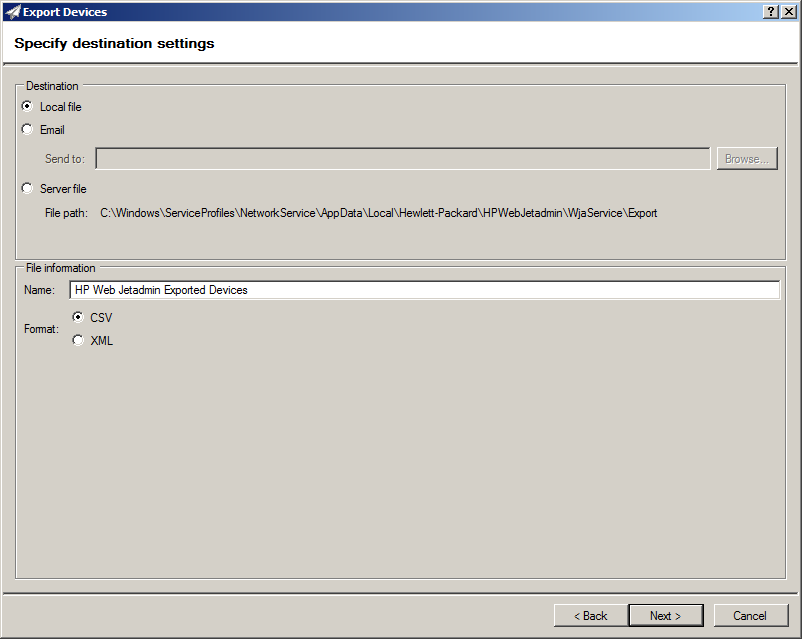 Export Devices
Specify destination settings
Destination
Local file
Email
Send to:
Browse...
Server file
File path: C:\Windows\ServiceProfiles\NetworkService\AppData\Local\Hewlett-Packard\HPWebJetadmin\WjaService\Export
File information
Name: HP Web Jetadmin Exported Devices
CSV
Format:
XML
< Back Next > Cancel